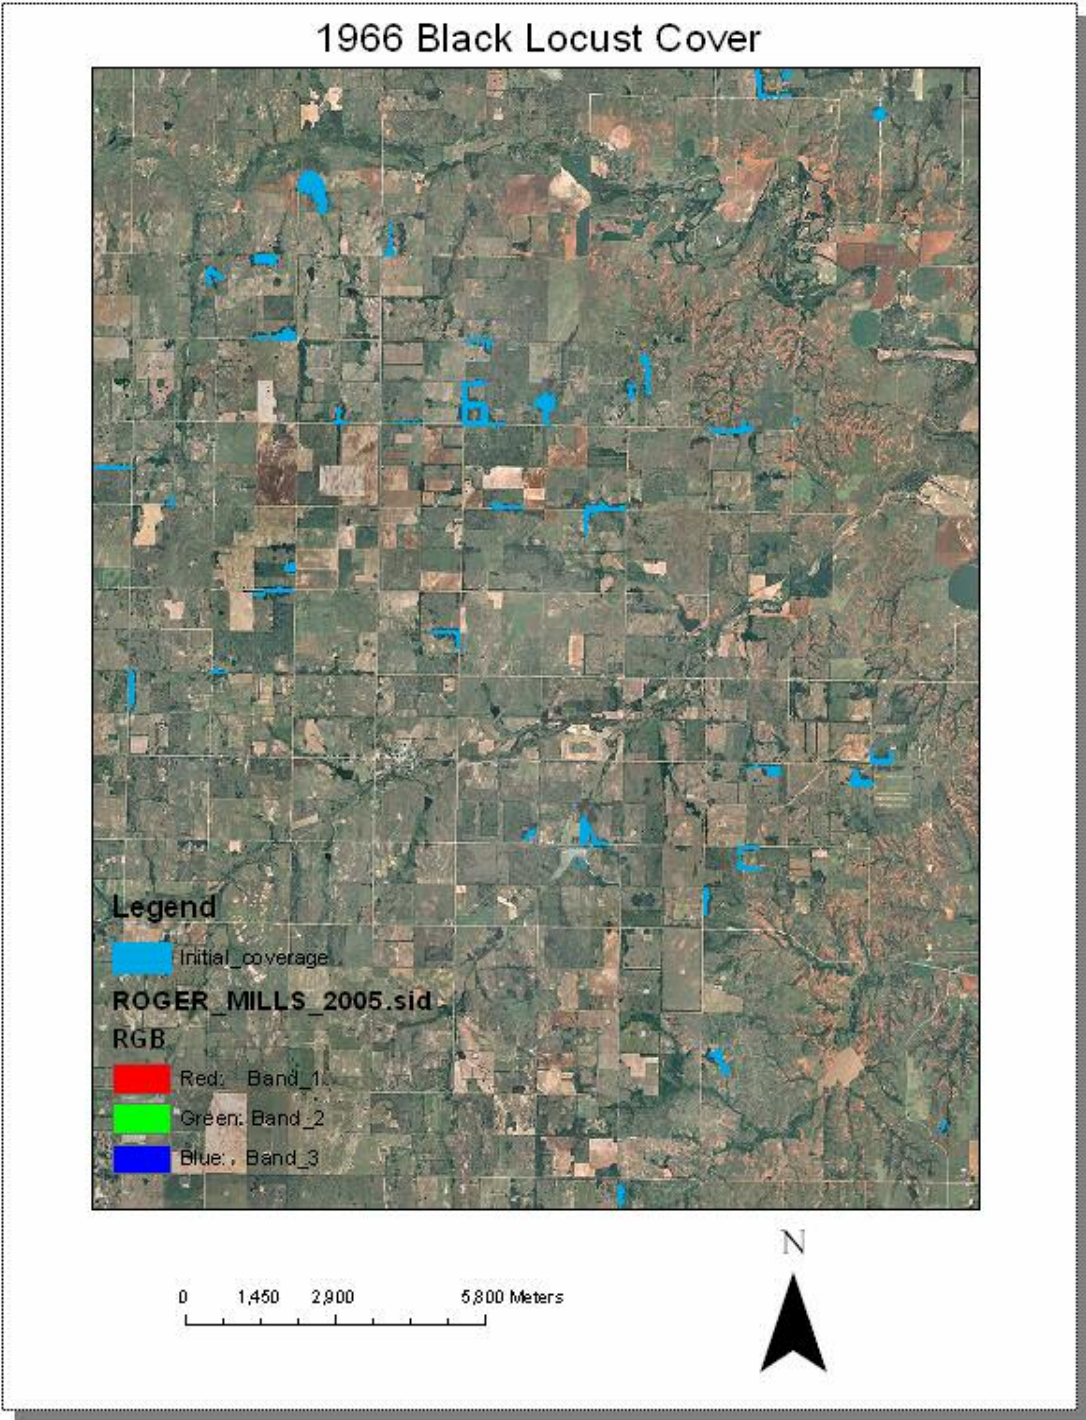 1966 Black Locust Cover
Legend
Initial_coverage
ROGER_MILLS_2005.sid
RGB
Red: Band_1
Green: Band_2
Blue: Band_3
N
0 1,450 2,900 5,800 Meters